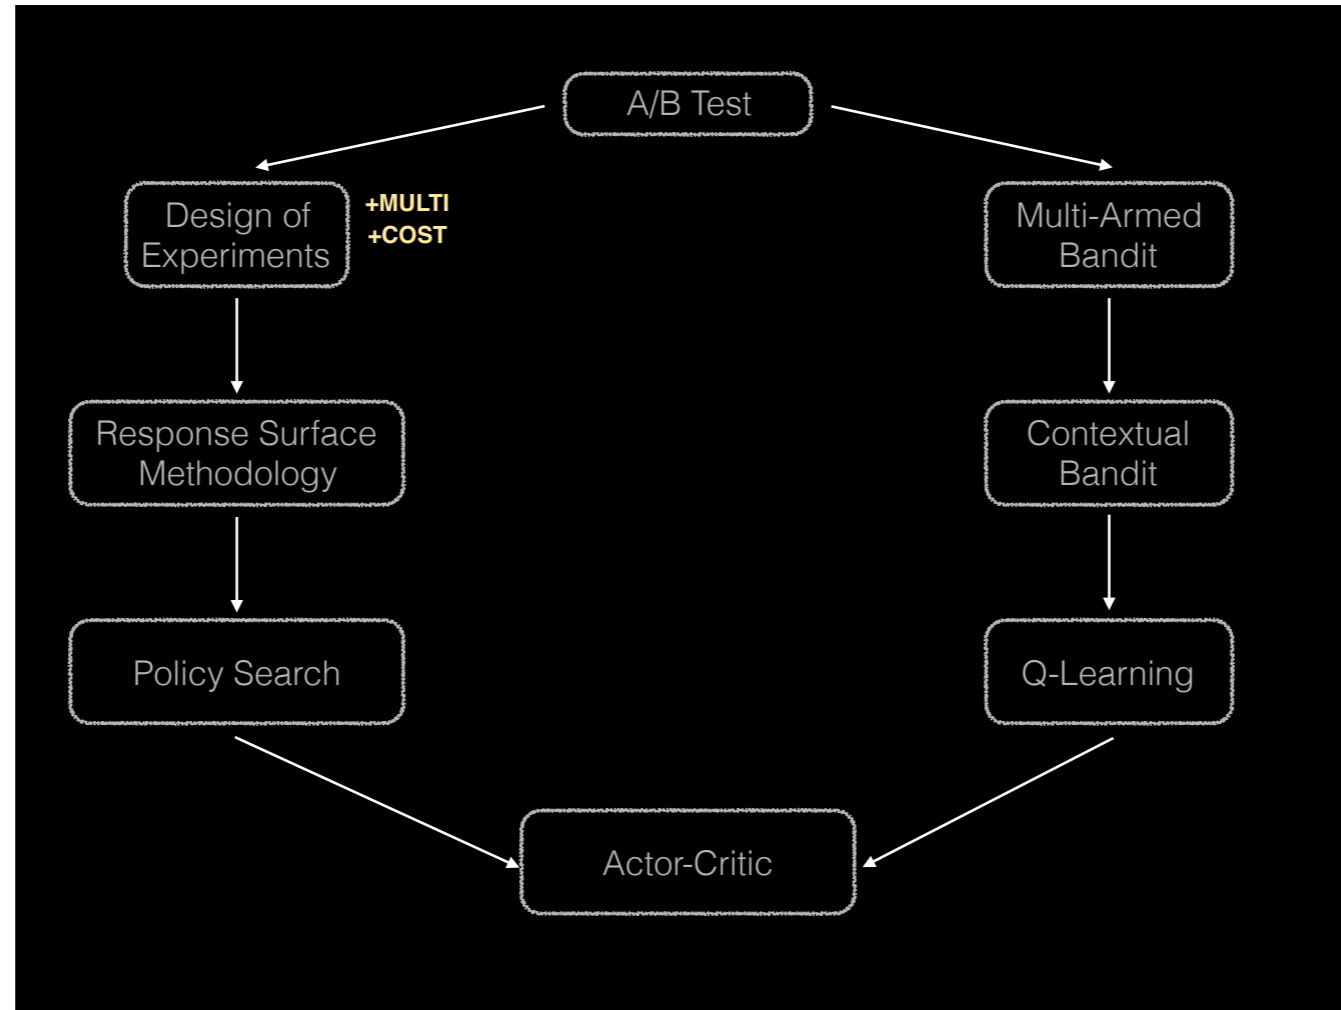 A/B Test
Design of
Experiments
+MULTI
+COST
Multi-Armed
Bandit
Response Surface
Methodology
Contextual
Bandit
Policy Search
Q-Learning
Actor-Critic